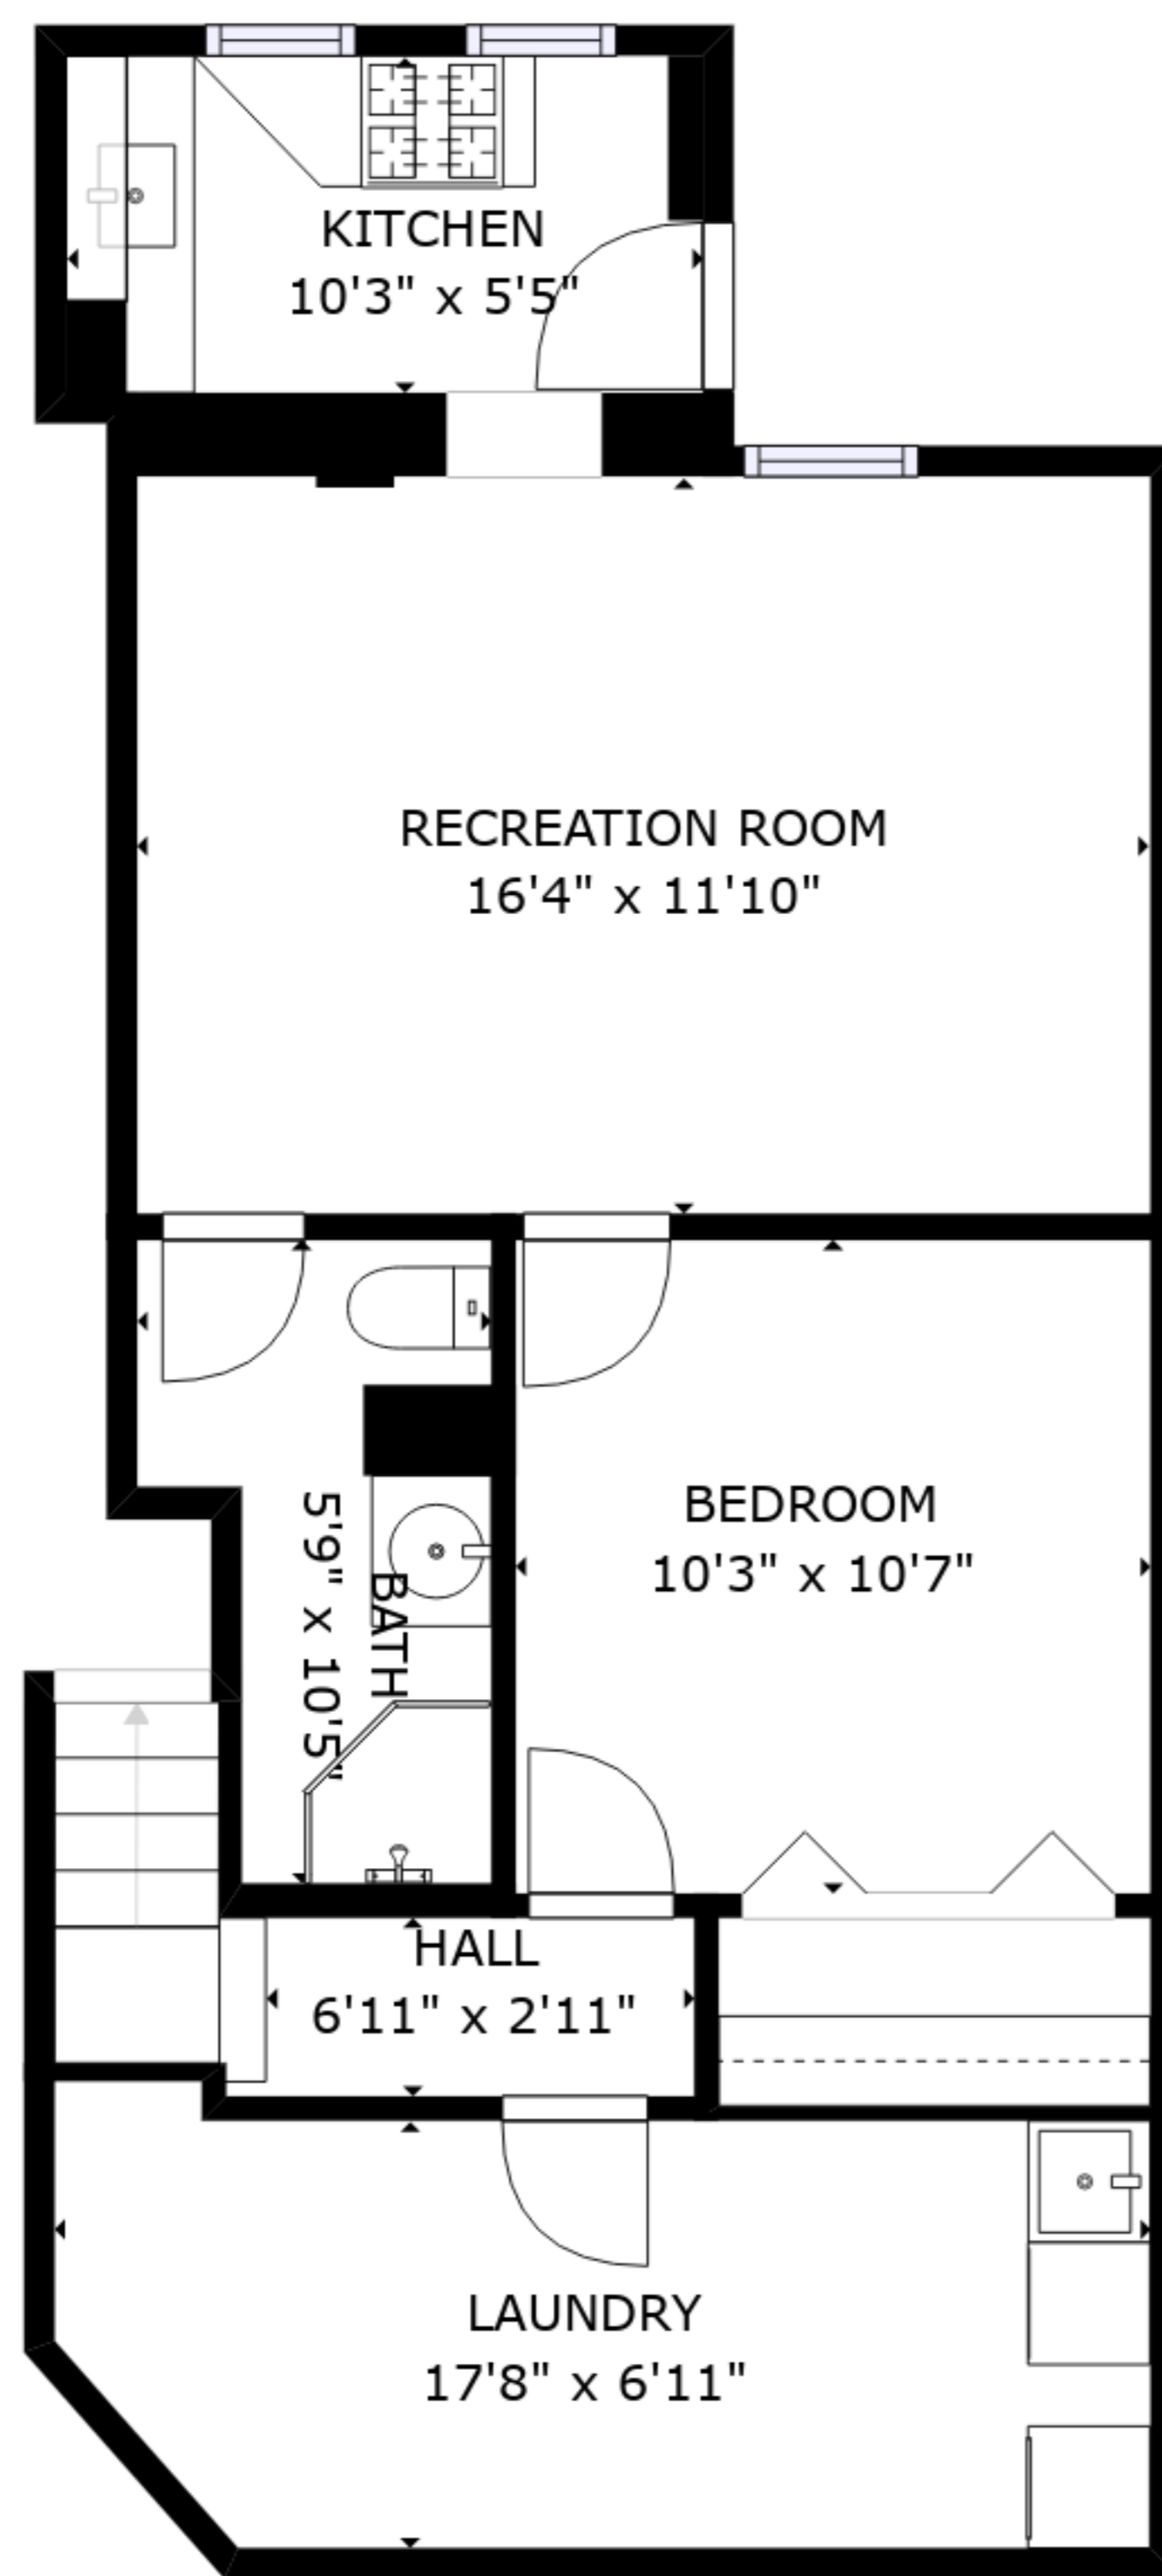 KITCHEN
10'3" x 5'5"
RECREATION ROOM
16'4" x 11'10"
BEDROOM
10'3" x 10'7"
BATH
5'9" x 10'5"
HALL
6'11" x 2'11"
LAUNDRY
17'8" x 6'11"